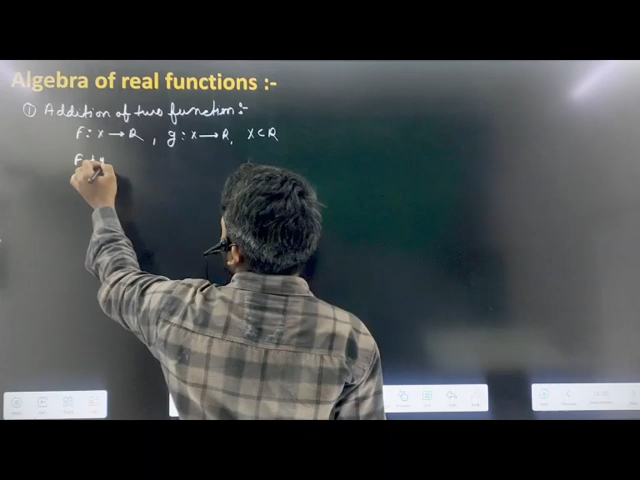 Algebra of real functions :-
① Addition of two function:-
F: x → R , g: x → R, X ⊂ R
F + g